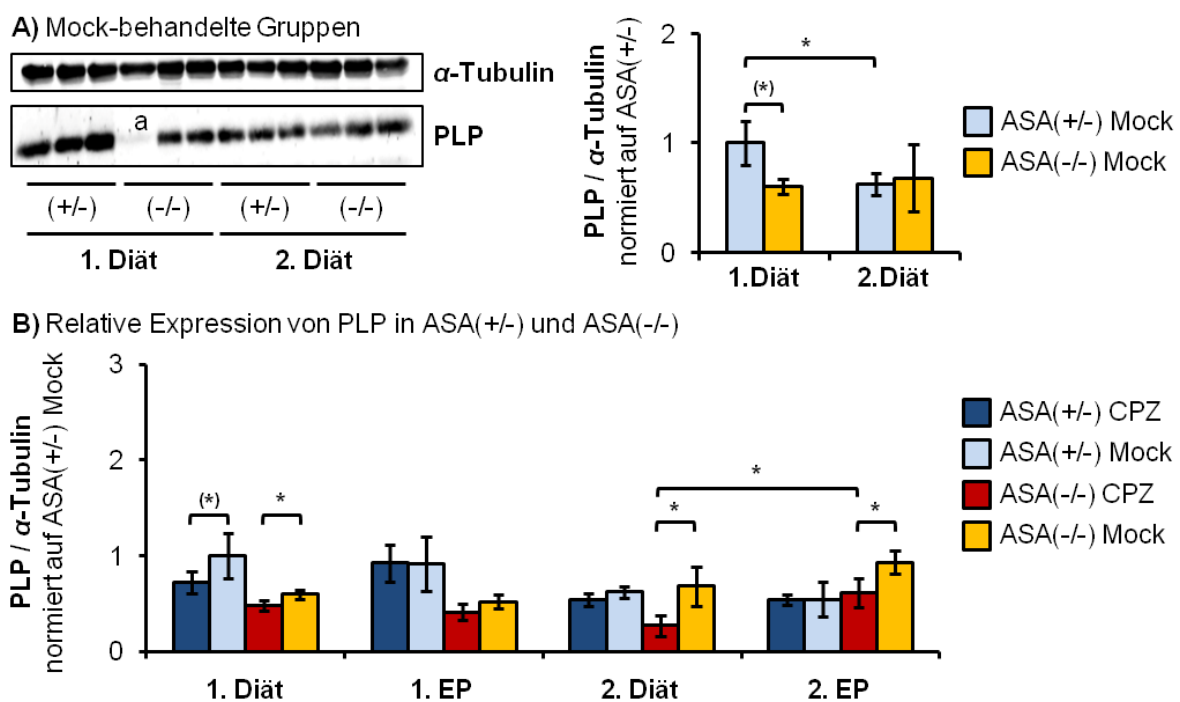 A) Mock-behandelte Gruppen
α-Tubulin
a
PLP
(+/-) (-/-) (+/-) (-/-)
1. Diät 2. Diät
PLP / α-Tubulin
normiert auf ASA(+/-)
2
1
0
*
(*)
1.Diät 2.Diät
ASA(+/-) Mock
ASA(-/-) Mock
B) Relative Expression von PLP in ASA(+/-) und ASA(-/-)
PLP / α-Tubulin
normiert auf ASA(+/-) Mock
3
2
1
0
(*) * * * *
1. Diät 1. EP 2. Diät 2. EP
ASA(+/-) CPZ
ASA(+/-) Mock
ASA(-/-) CPZ
ASA(-/-) Mock